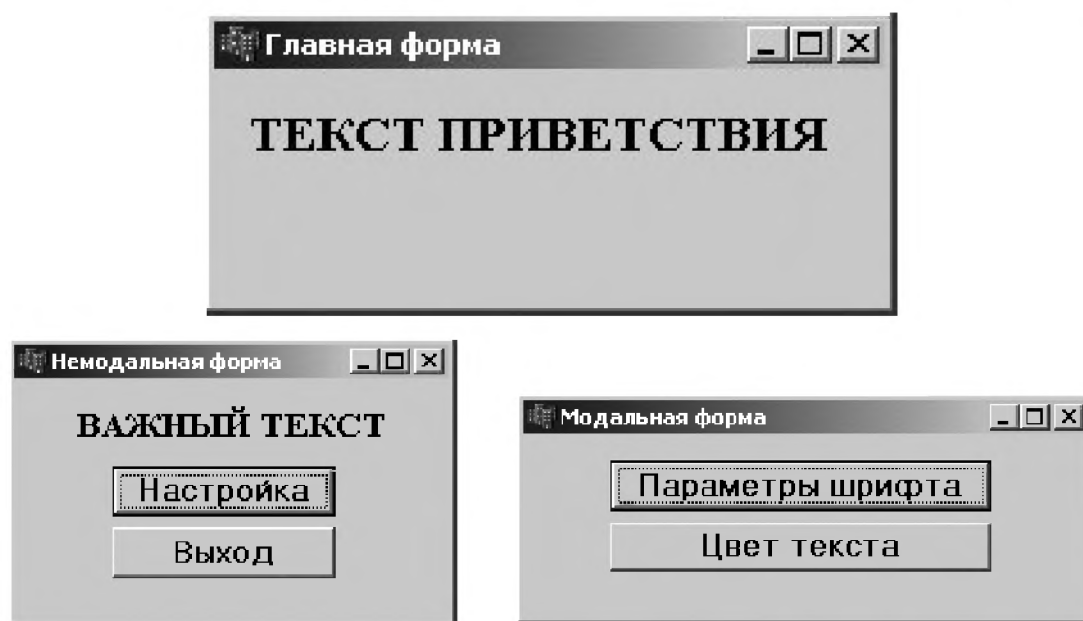 Главная форма
ТЕКСТ ПРИВЕТСТВИЯ
Немодальная форма
ВАЖНЫЙ ТЕКСТ
Настройка
Выход
Модальная форма
Параметры шрифта
Цвет текста